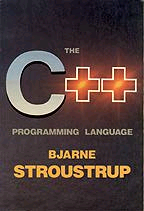 THE
C++
PROGRAMMING LANGUAGE
BJARNE
STROUSTRUP